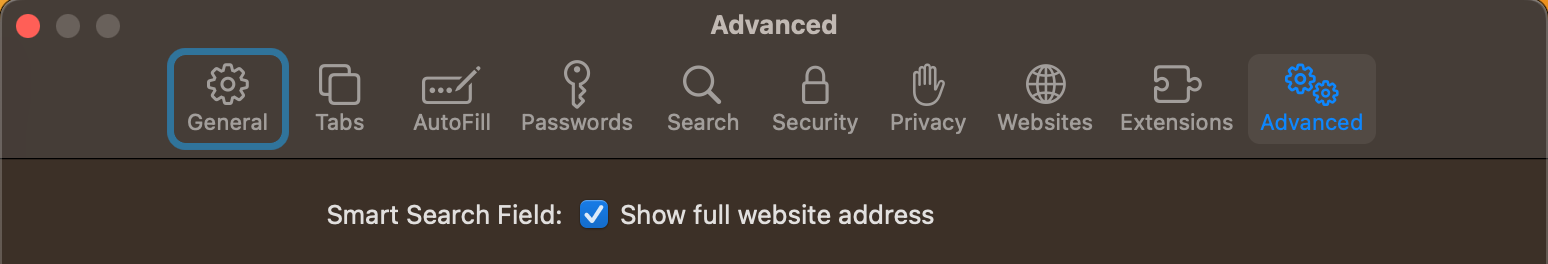 Advanced
General Tabs AutoFill Passwords Search Security Privacy Websites Extensions Advanced
Smart Search Field: Show full website address